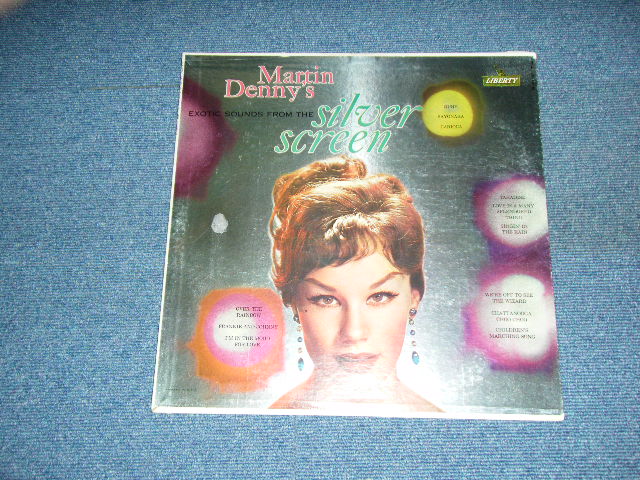 Martin
Denny's
EXOTIC SOUNDS FROM THE
silver
screen
LIBERTY
SAYONARA
CARIOCA
PARADISE
LOVE IS A MANY
SPLENDORED
THING
SINGIN' IN
THE RAIN
WE'RE OFF TO SEE
THE WIZARD
CHATTANOOGA
CHOO CHOO
CHILDREN'S
MARCHING SONG
OVER THE
RAINBOW
FRANKIE AND JOHNNY
I'M IN THE MOOD
FOR LOVE